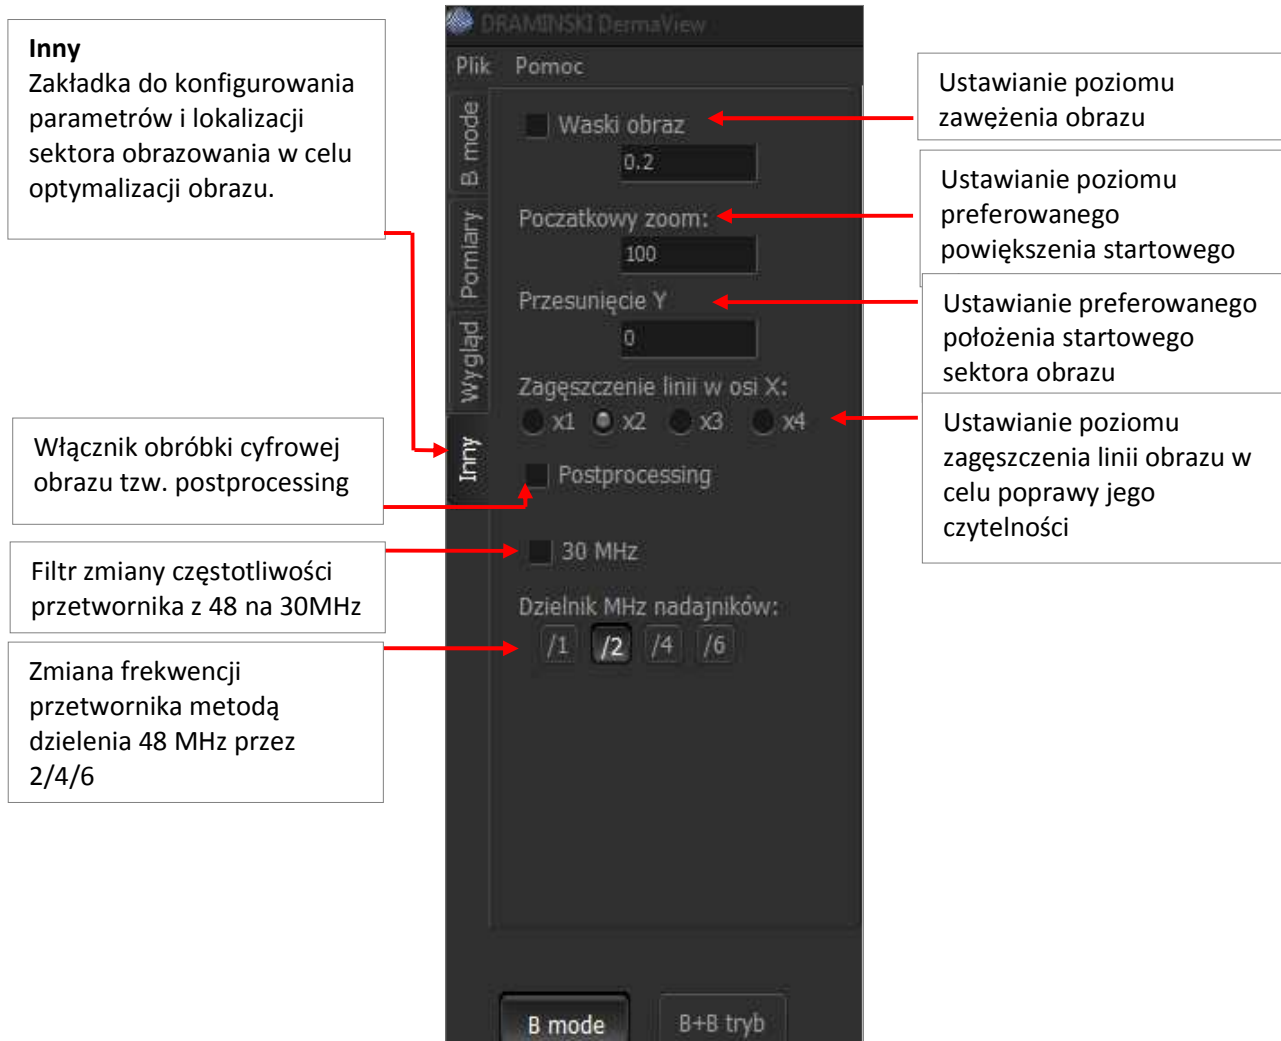 Inny
Zakładka do konfigurowania
parametrów i lokalizacji
sektora obrazowania w celu
optymalizacji obrazu.
Włącznik obróbki cyfrowej
obrazu tzw. postprocessing
Filtr zmiany częstotliwości
przetwornika z 48 na 30MHz
Zmiana frekwencji
przetwornika metodą
dzielenia 48 MHz przez
2/4/6
DRAMINSKI DermaView
Plik Pomoc
B mode
Pomiary
Wygląd
Inny
Waski obraz
0.2
Poczatkowy zoom:
100
Przesunięcie Y
0
Zagęszczenie linii w osi X:
x1 x2 x3 x4
Postprocessing
30 MHz
Dzielnik MHz nadajników:
/1 /2 /4 /6
B mode B+B tryb
Ustawianie poziomu
zawężenia obrazu
Ustawianie poziomu
preferowanego
powiększenia startowego
Ustawianie preferowanego
położenia startowego
sektora obrazu
Ustawianie poziomu
zagęszczenia linii obrazu w
celu poprawy jego
czytelności